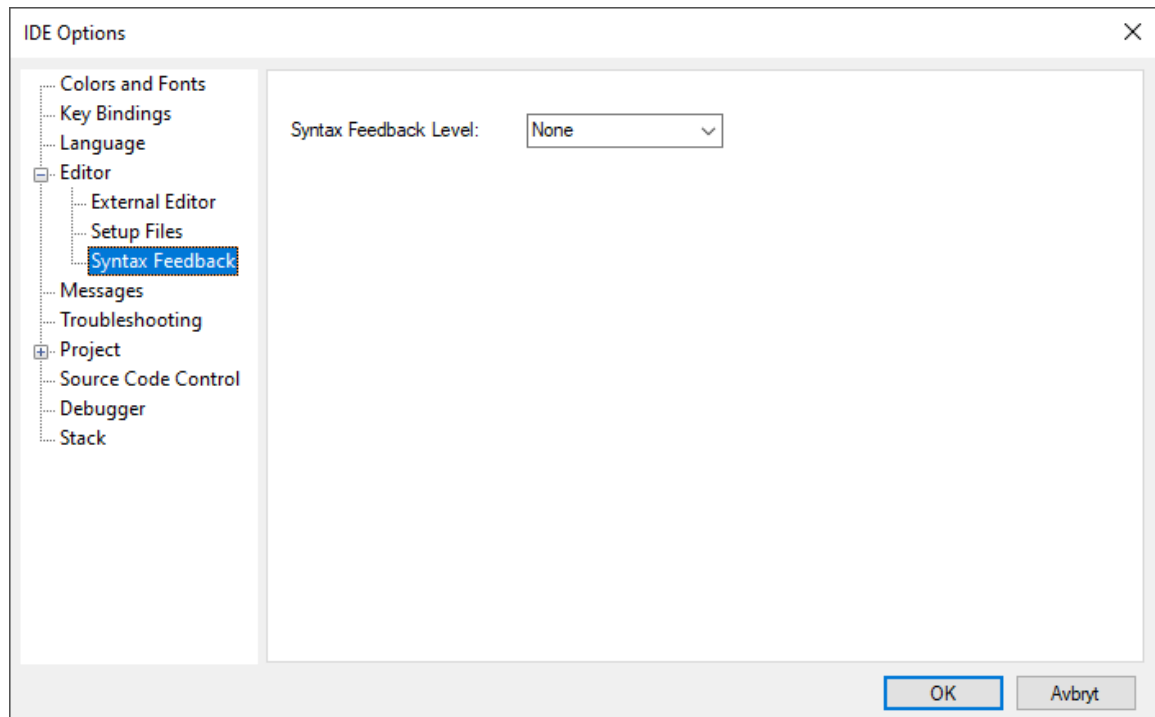 IDE Options
Colors and Fonts
Key Bindings
Language
Editor
External Editor
Setup Files
Syntax Feedback
Messages
Troubleshooting
Project
Source Code Control
Debugger
Stack
Syntax Feedback Level: None
OK Avbryt